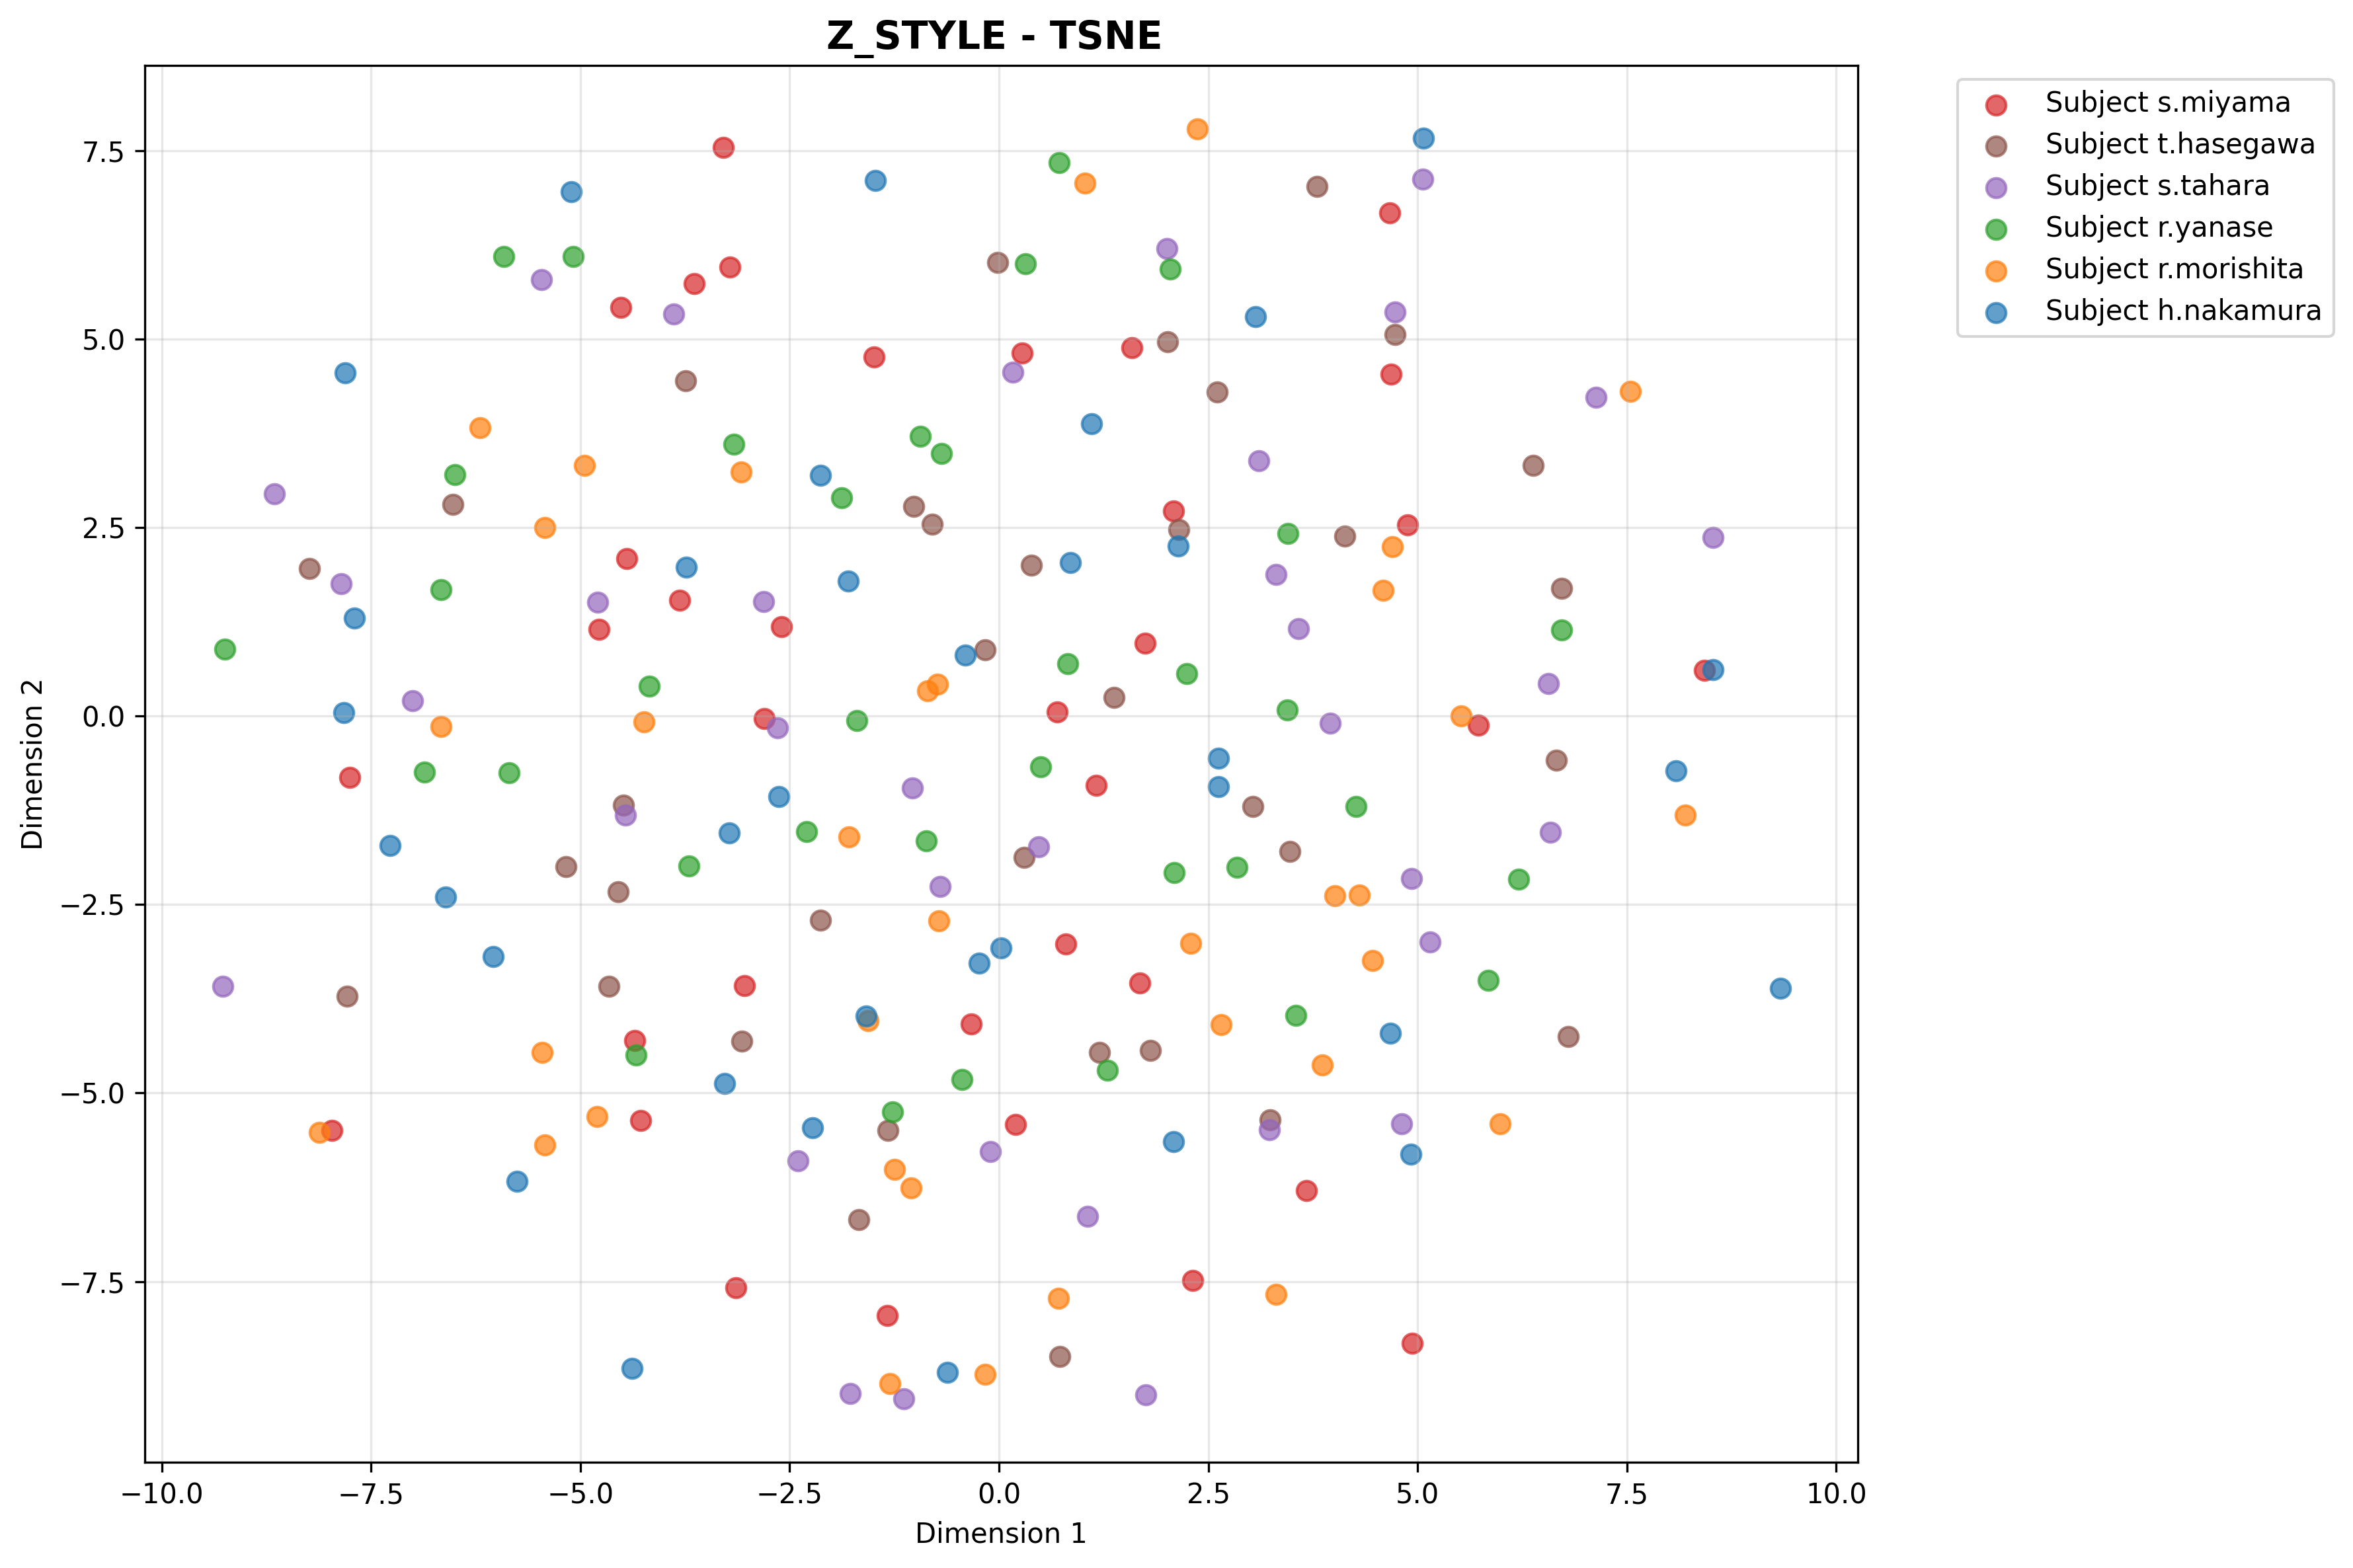 Z_STYLE - TSNE
Subject s.miyama
Subject t.hasegawa
Subject s.tahara
Subject r.yanase
Subject r.morishita
Subject h.nakamura
Dimension 2
7.5
5.0
2.5
0.0
−2.5
−5.0
−7.5
−10.0 −7.5 −5.0 −2.5 0.0 2.5 5.0 7.5 10.0
Dimension 1